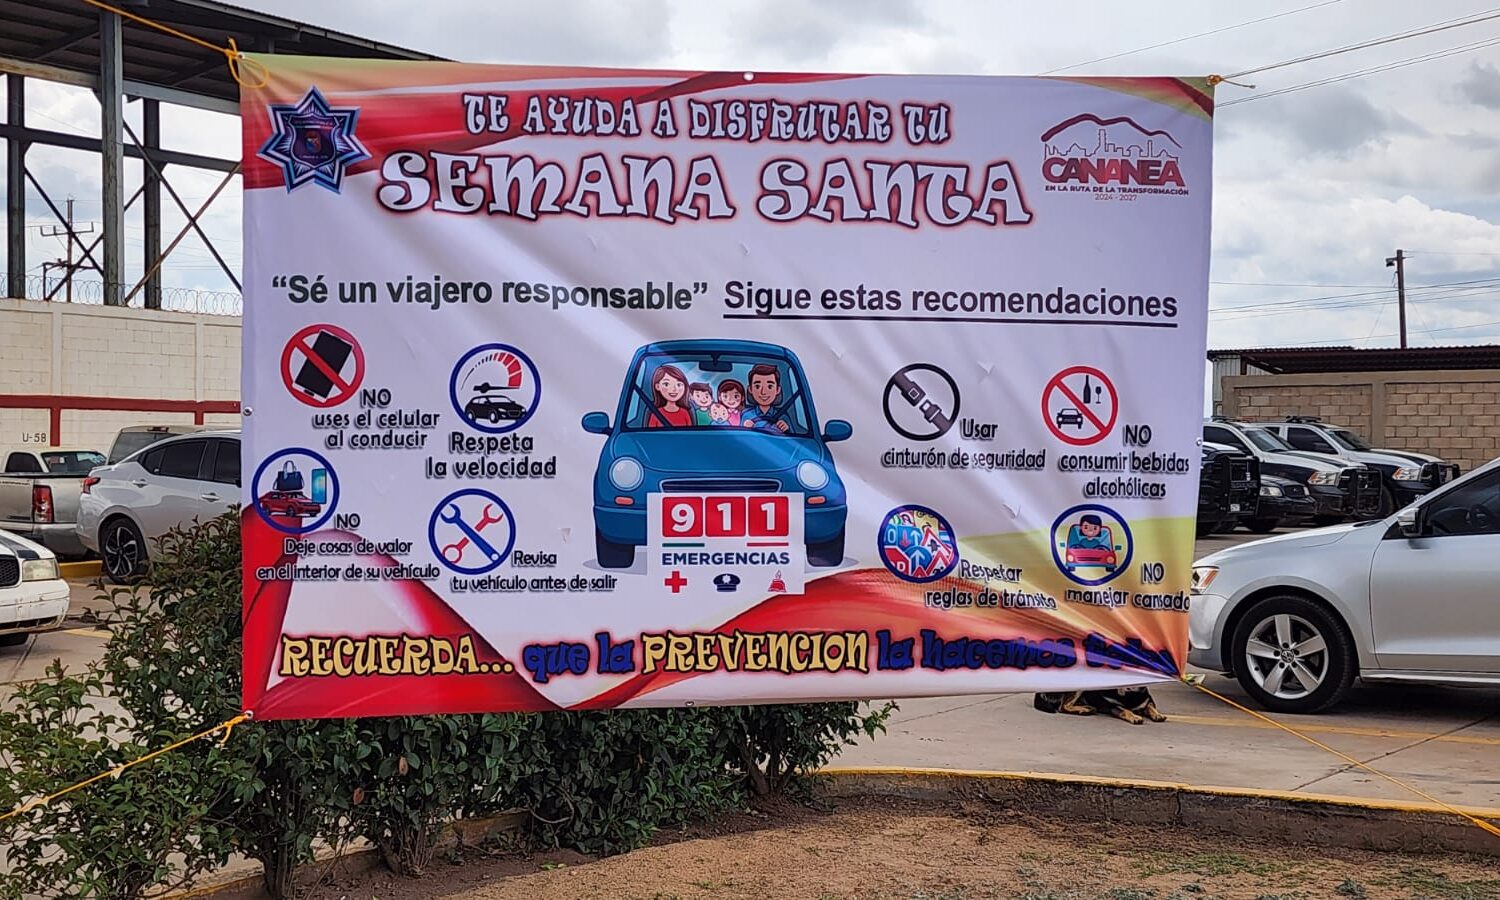 TE AYUDA A DISFRUTAR TU
SEMANA SANTA
CANANEA
EN LA RUTA DE LA TRANSFORMACIÓN
2024 - 2027
“Sé un viajero responsable” Sigue estas recomendaciones
NO
uses el celular
al conducir
Respeta
la velocidad
NO
Deje cosas de valor
en el interior de su vehículo
Revisa
tu vehículo antes de salir
911
EMERGENCIAS
Usar
cinturón de seguridad
NO
consumir bebidas
alcohólicas
Respetar
reglas de tránsito
NO
manejar cansado
RECUERDA... que la PREVENCION la hacemos
U-58